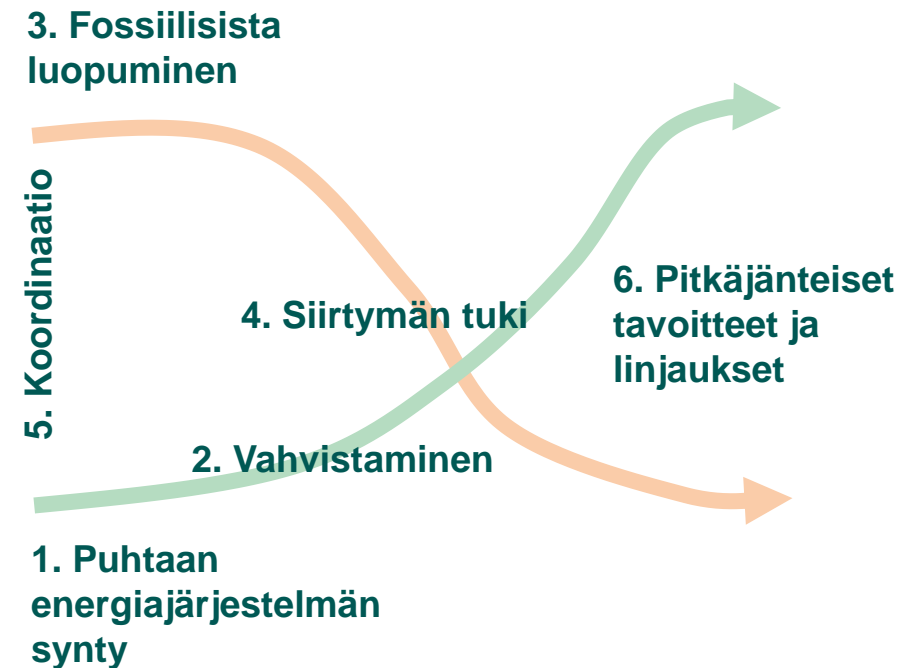 3. Fossiilisista
luopuminen
5. Koordinaatio
4. Siirtymän tuki
6. Pitkäjänteiset
tavoitteet ja
linjaukset
2. Vahvistaminen
1. Puhtaan
energiajärjestelmän
synty